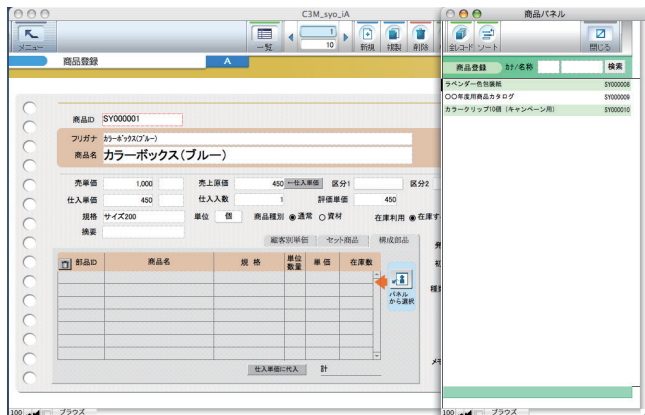 C3M_syo_iA
メニュー
一覧
1
10
新規
複製
削除
商品登録
A
商品ID
SY000001
フリガナ
ｶﾗｰﾎﾞｯｸｽ(ﾌﾞﾙｰ)
商品名
カラーボックス(ブルー)
売単価
1,000
売上原価
450
←仕入単価
区分1
区分2
仕入単価
450
仕入入数
1
評価単価
450
規格
サイズ200
単位
個
商品種別
通常
資材
在庫利用
在庫す
摘要
顧客別単価
セット商品
構成部品
部品ID
商品名
規 格
単位
数量
単 価
在庫数
パネル
から選択
仕入単価に代入
計
発
初
種
メモ
100
ブラウズ
商品パネル
全レコード
ソート
閉じる
商品登録
ｶﾅ/名称
検索
ラベンダー色包装紙
SY000008
〇〇年度用商品カタログ
SY000009
カラークリップ10個（キャンペーン用）
SY000010
100
ブラウズ